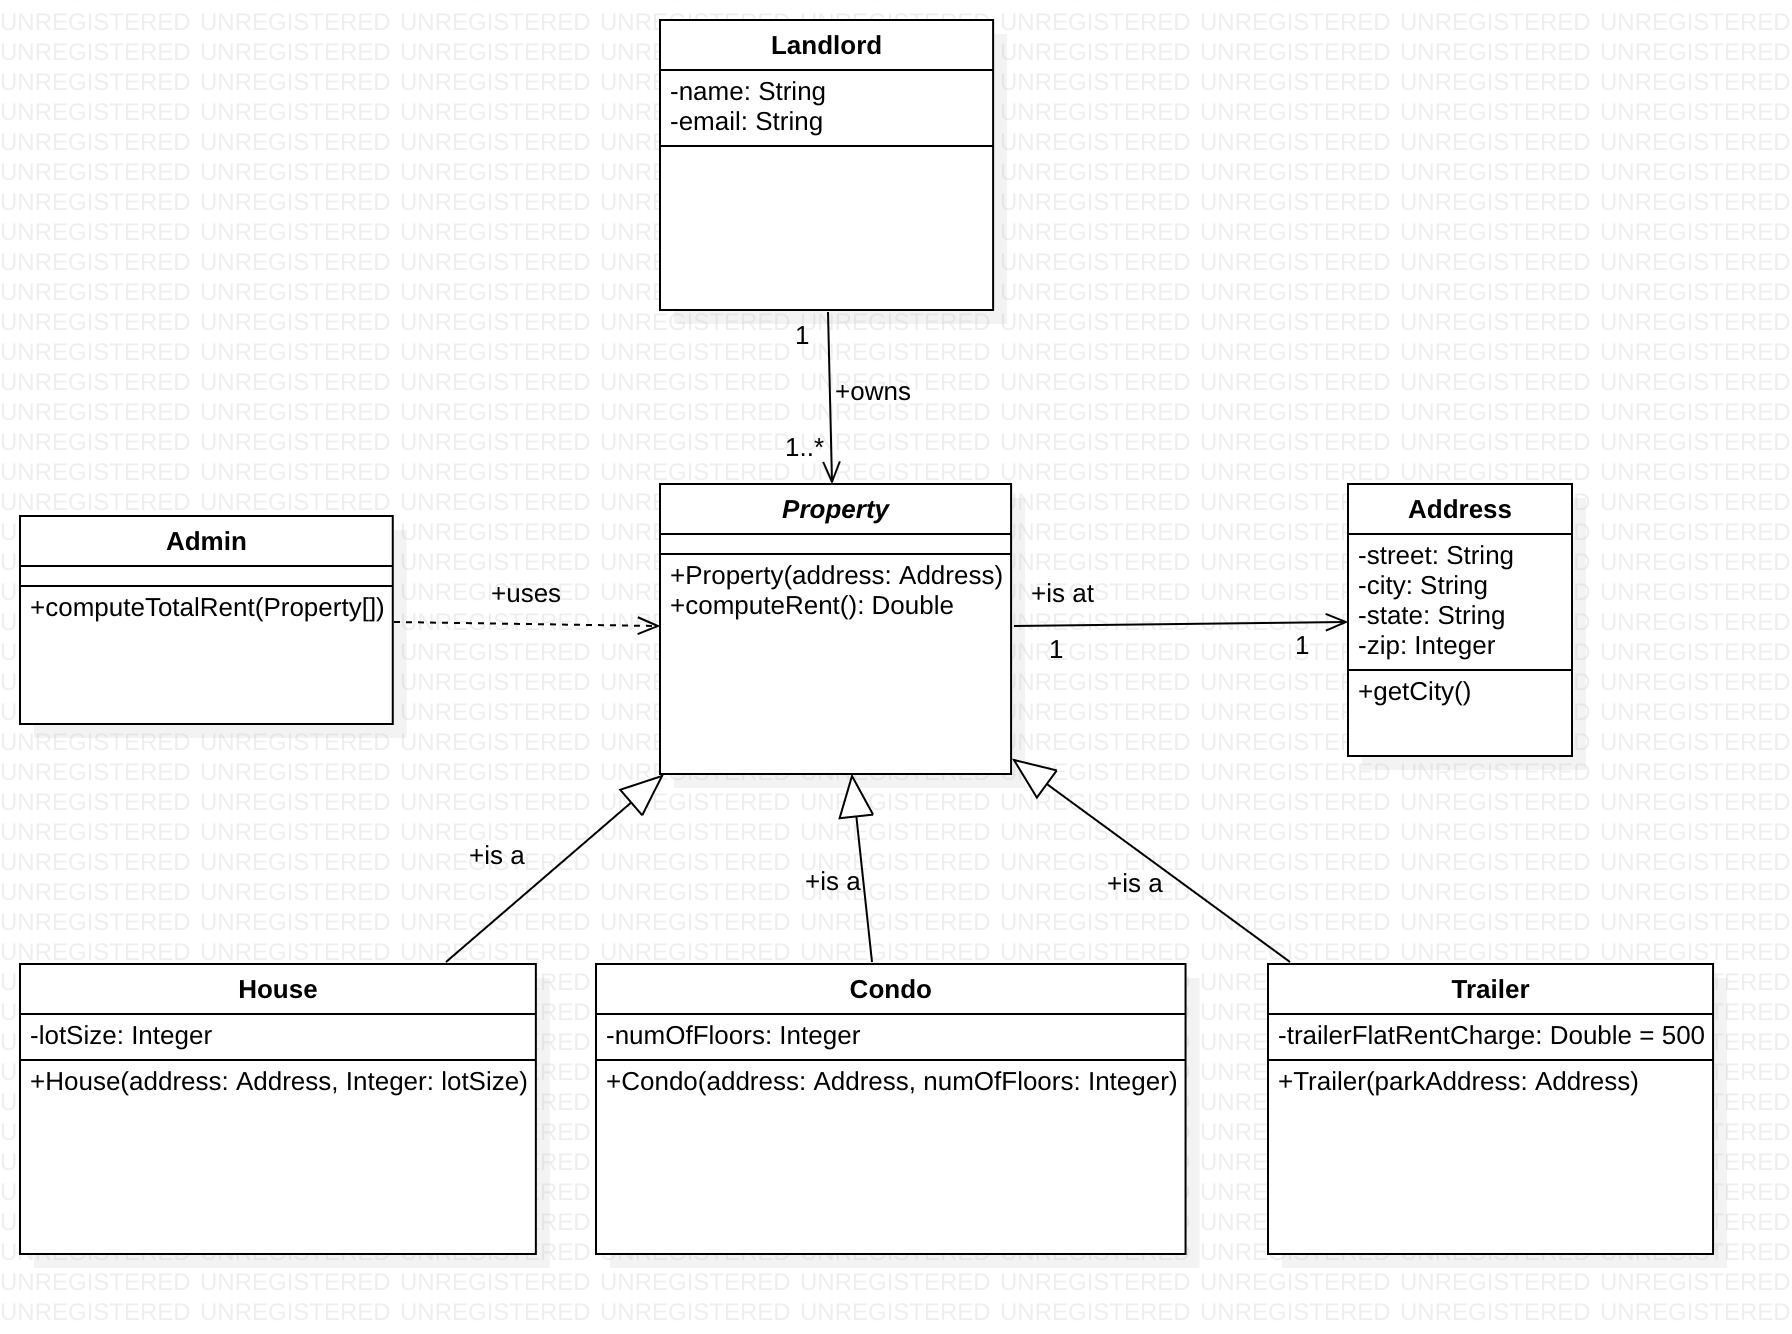 Landlord
-name: String
-email: String
1
+owns
1..*
Admin
+computeTotalRent(Property[])
+uses
Property
+Property(address: Address)
+computeRent(): Double
+is at
1
1
Address
-street: String
-city: String
-state: String
-zip: Integer
+getCity()
+is a
+is a
+is a
House
-lotSize: Integer
+House(address: Address, Integer: lotSize)
Condo
-numOfFloors: Integer
+Condo(address: Address, numOfFloors: Integer)
Trailer
-trailerFlatRentCharge: Double = 500
+Trailer(parkAddress: Address)
UNREGISTERED